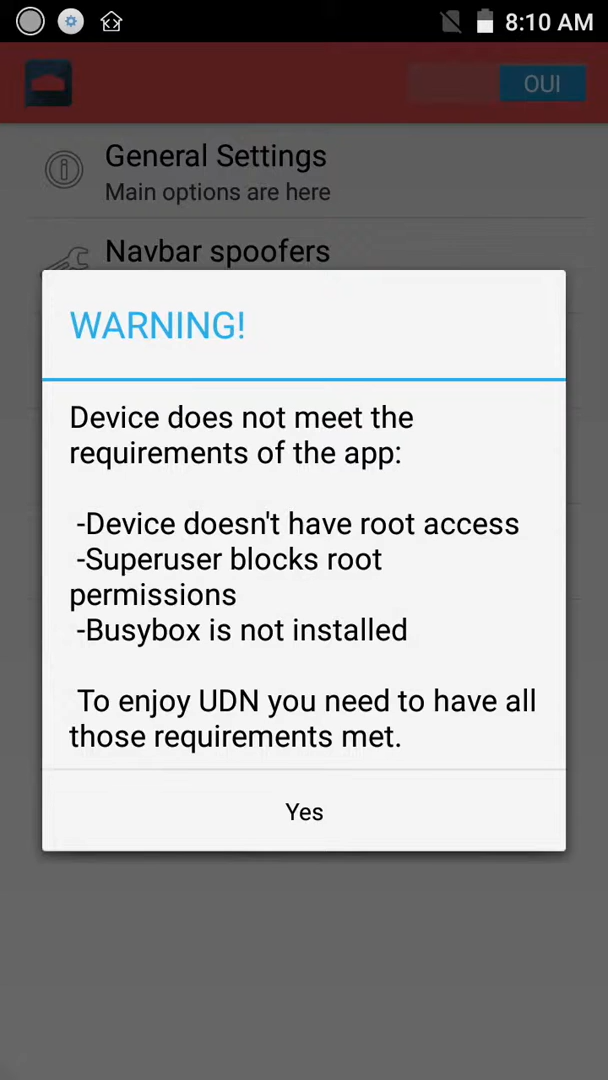 8:10 AM
OUI
General Settings
Main options are here
Navbar spoofers
WARNING!
Device does not meet the
requirements of the app:
-Device doesn't have root access
-Superuser blocks root
permissions
-Busybox is not installed
To enjoy UDN you need to have all
those requirements met.
Yes